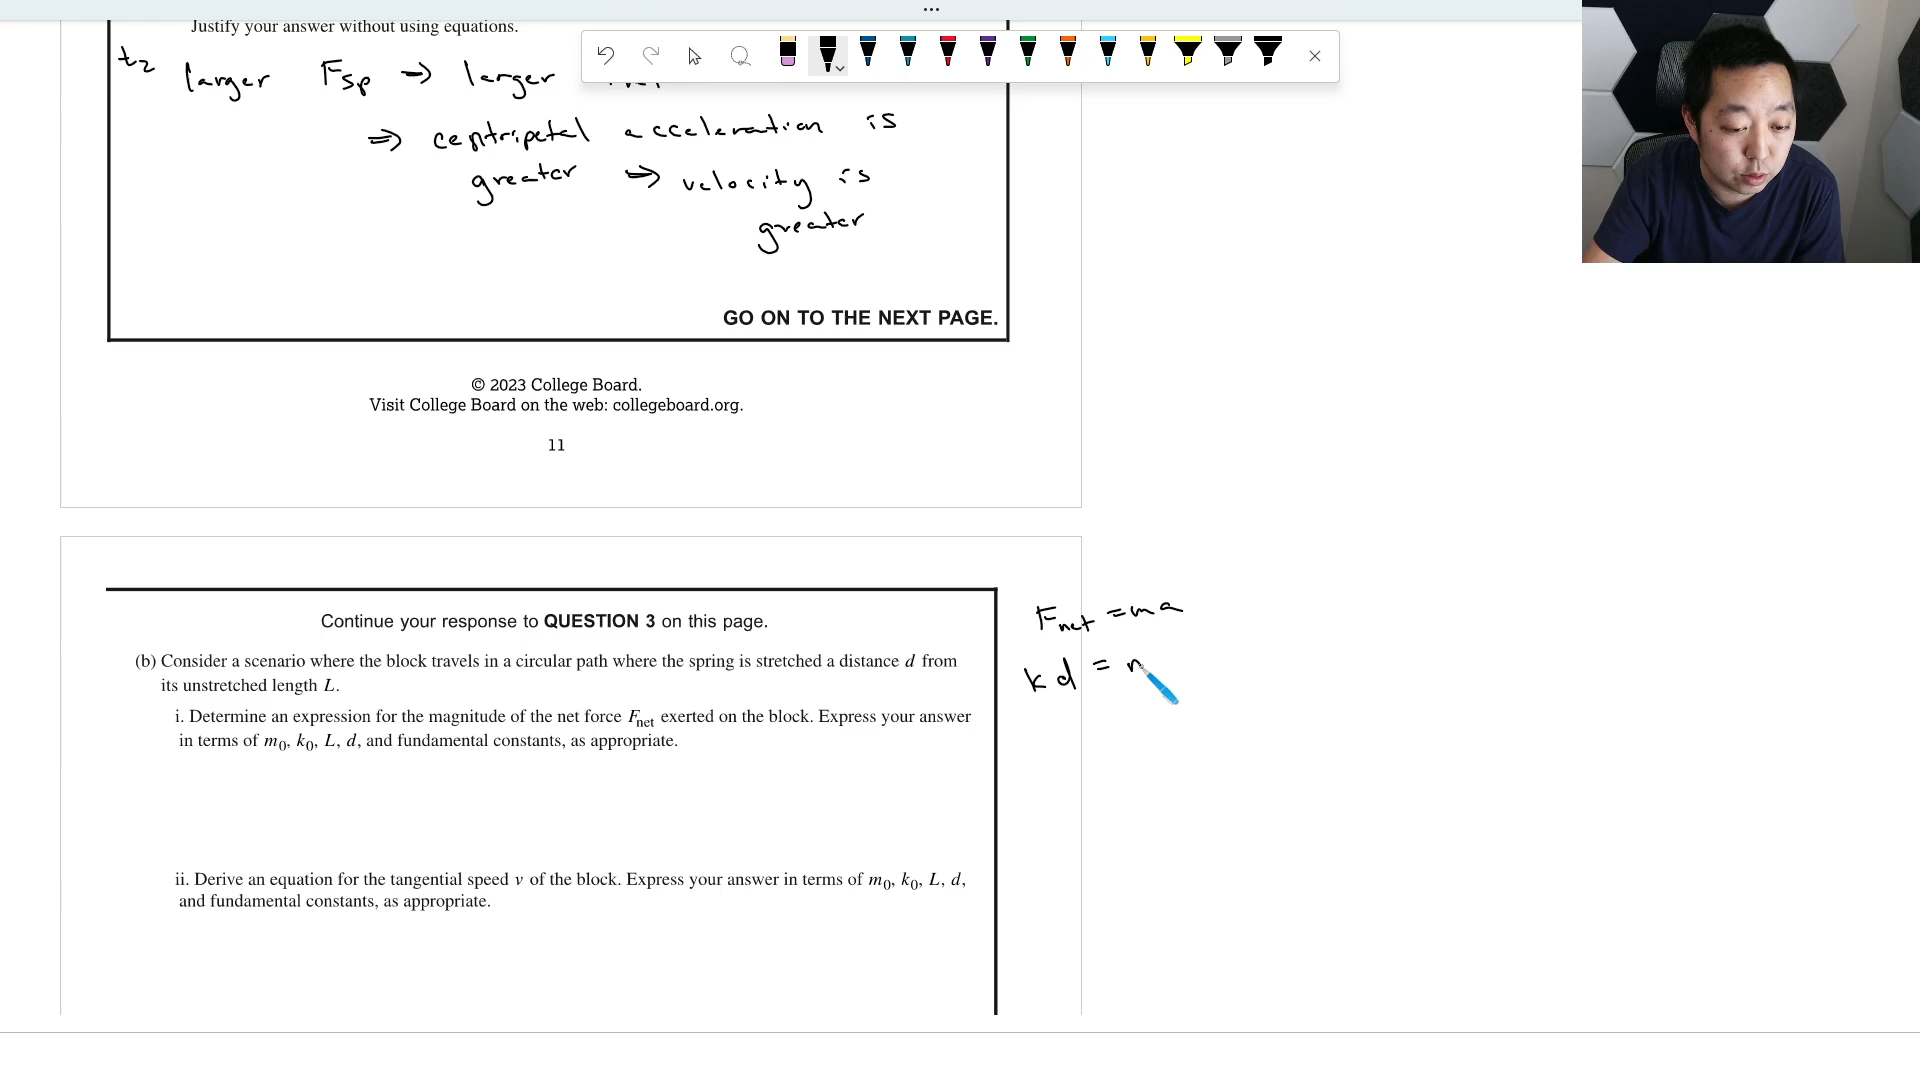 ...
Justify your answer without using equations.
t2 larger Fsp → larger
⇒ centripetal acceleration is
greater ⇒ velocity is
greater
GO ON TO THE NEXT PAGE.
© 2023 College Board.
Visit College Board on the web: collegeboard.org.
11
Continue your response to QUESTION 3 on this page.
Fnet = ma
kd =
(b) Consider a scenario where the block travels in a circular path where the spring is stretched a distance d from
its unstretched length L.
i. Determine an expression for the magnitude of the net force Fnet exerted on the block. Express your answer
in terms of m0, k0, L, d, and fundamental constants, as appropriate.
ii. Derive an equation for the tangential speed v of the block. Express your answer in terms of m0, k0, L, d,
and fundamental constants, as appropriate.